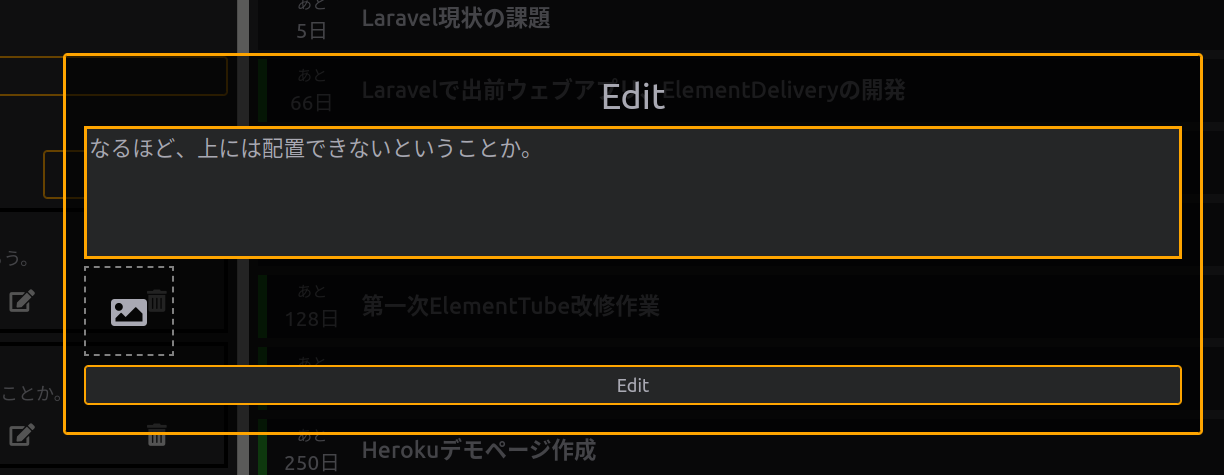 あと
5日
Laravel現状の課題
あと
66日
Laravelで出前ウェブアプリ ElementDeliveryの開発
Edit
なるほど、上には配置できないということか。
う。
あと
128日
第一次ElementTube改修作業
あと
Edit
ことか。
あと
250日
Herokuデモページ作成